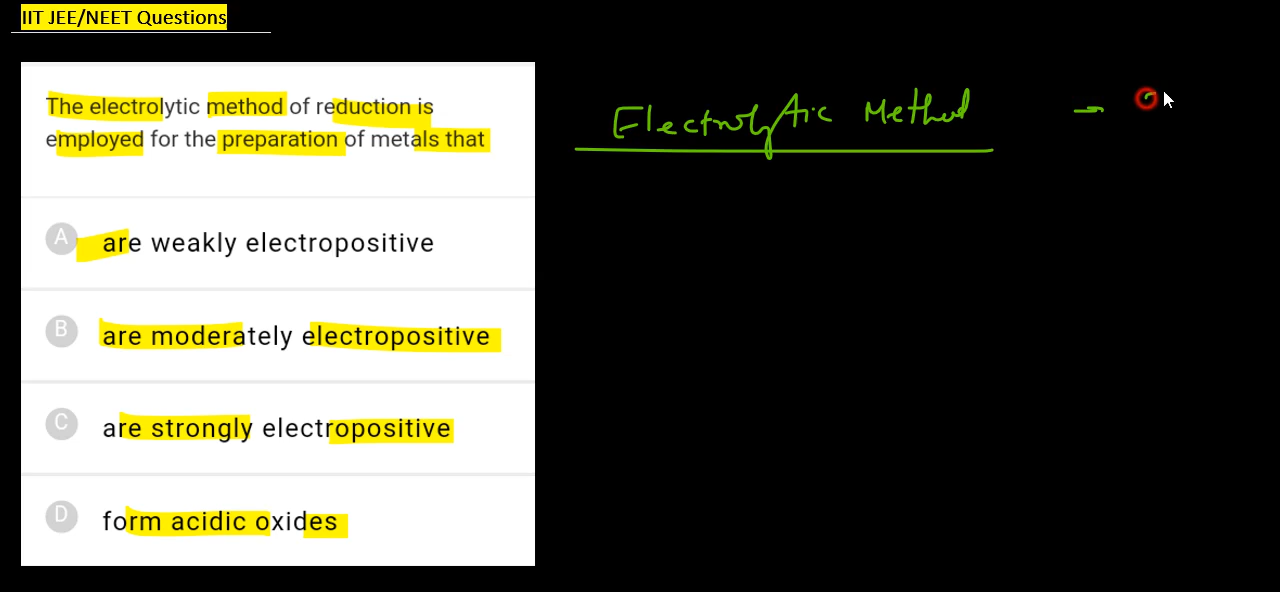 IIT JEE/NEET Questions
The electrolytic method of reduction is
employed for the preparation of metals that
A are weakly electropositive
B are moderately electropositive
C are strongly electropositive
D form acidic oxides
Electrolytic Method -